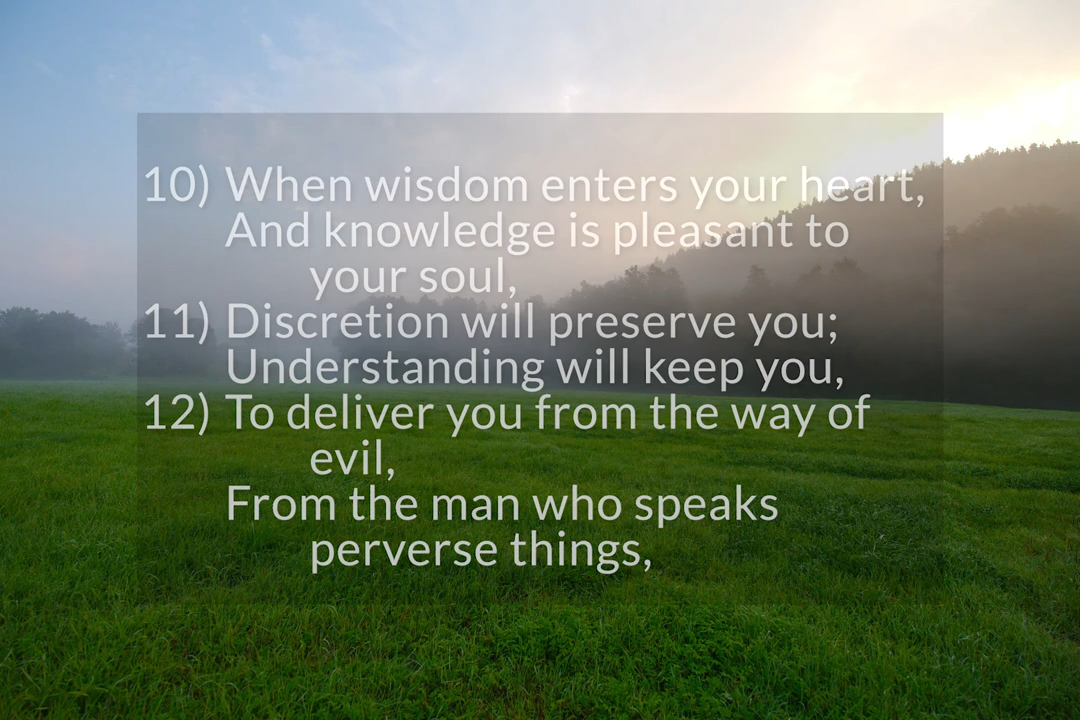 10) When wisdom enters your heart,
And knowledge is pleasant to
your soul,
11) Discretion will preserve you;
Understanding will keep you,
12) To deliver you from the way of
evil,
From the man who speaks
perverse things,